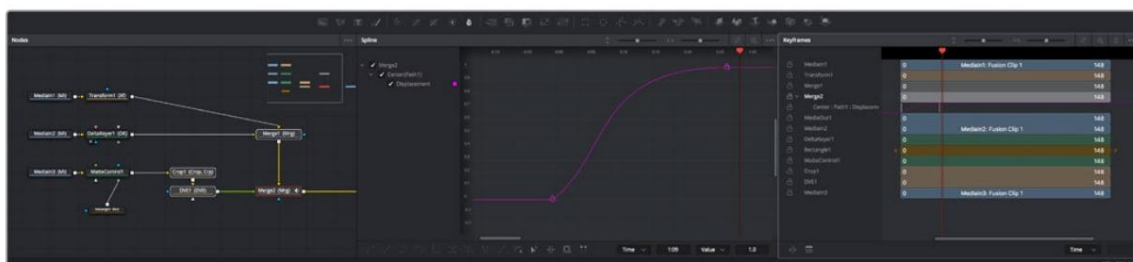 Nodes
MediaIn1 (MI)
Transform1 (Xf)
MediaIn2 (MI)
DeltaKeyer1 (DK)
Merge1 (Mrg)
MediaIn3 (MI)
MatteControl1
Crop1 (Crop, Crp)
DVE1 (DVE)
Merge2 (Mrg)
Spline
Merge2
Center(Path1)
Displacement
Time
1.09
Value
1.0
Keyframes
MediaIn1 0 MediaIn1: Fusion Clip 1 148
Transform1 0 148
Merge1 0 148
Merge2 0 148
Center : Path1 : Displacem
MediaOut1 0 148
MediaIn2 0 MediaIn2: Fusion Clip 1 148
DeltaKeyer1 0 148
Rectangle1 0 148
MatteControl1 0 148
Crop1 0 148
DVE1 0 148
MediaIn3 0 MediaIn3: Fusion Clip 1 148
Time